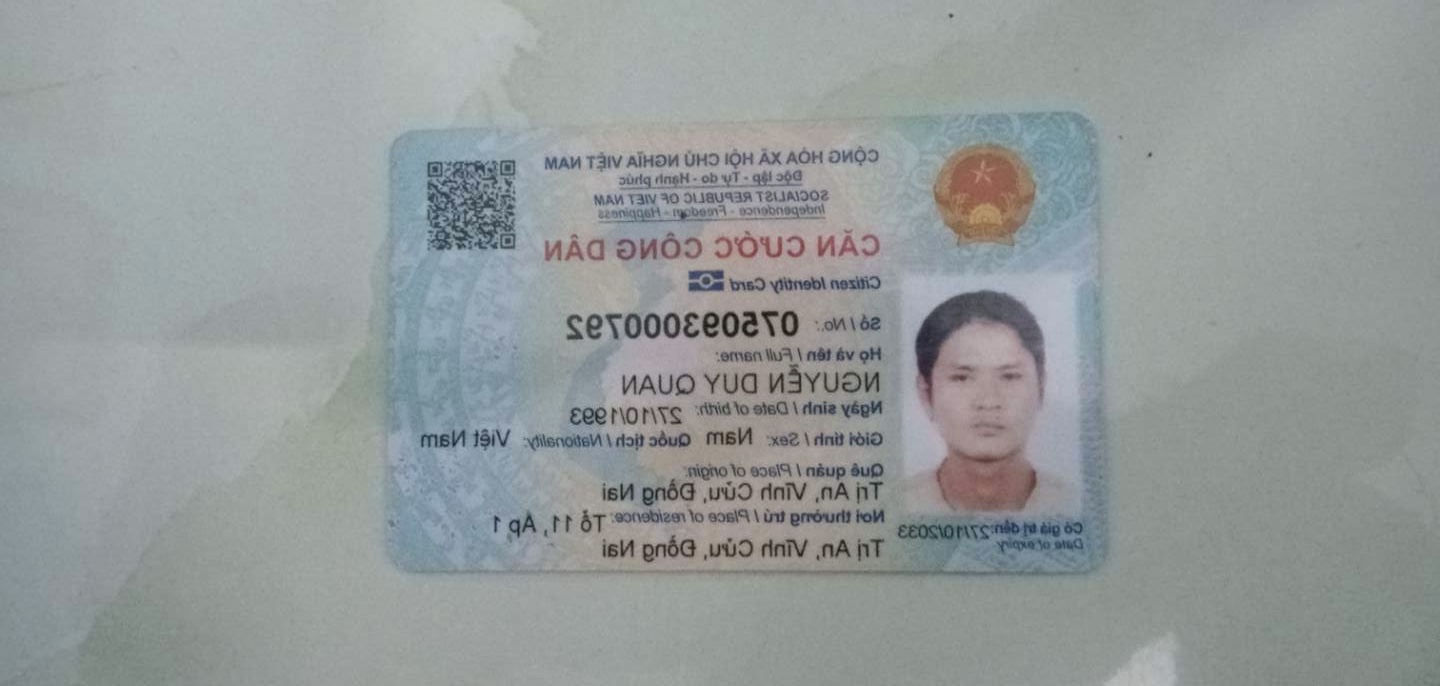 CỘNG HÒA XÃ HỘI CHỦ NGHĨA VIỆT NAM
Độc lập - Tự do - Hạnh phúc
SOCIALIST REPUBLIC OF VIET NAM
Independence - Freedom - Happiness
CĂN CƯỚC CÔNG DÂN
Citizen Identity Card
Số / No.: 075093000792
Họ và tên / Full name:
NGUYỄN DUY QUAN
Ngày sinh / Date of birth: 27/10/1993
Giới tính / Sex: Nam Quốc tịch / Nationality: Việt Nam
Quê quán / Place of origin:
Trị An, Vĩnh Cửu, Đồng Nai
Nơi thường trú / Place of residence: Tổ 11, Ấp 1
Trị An, Vĩnh Cửu, Đồng Nai
Có giá trị đến: 27/10/2033
Date of expiry